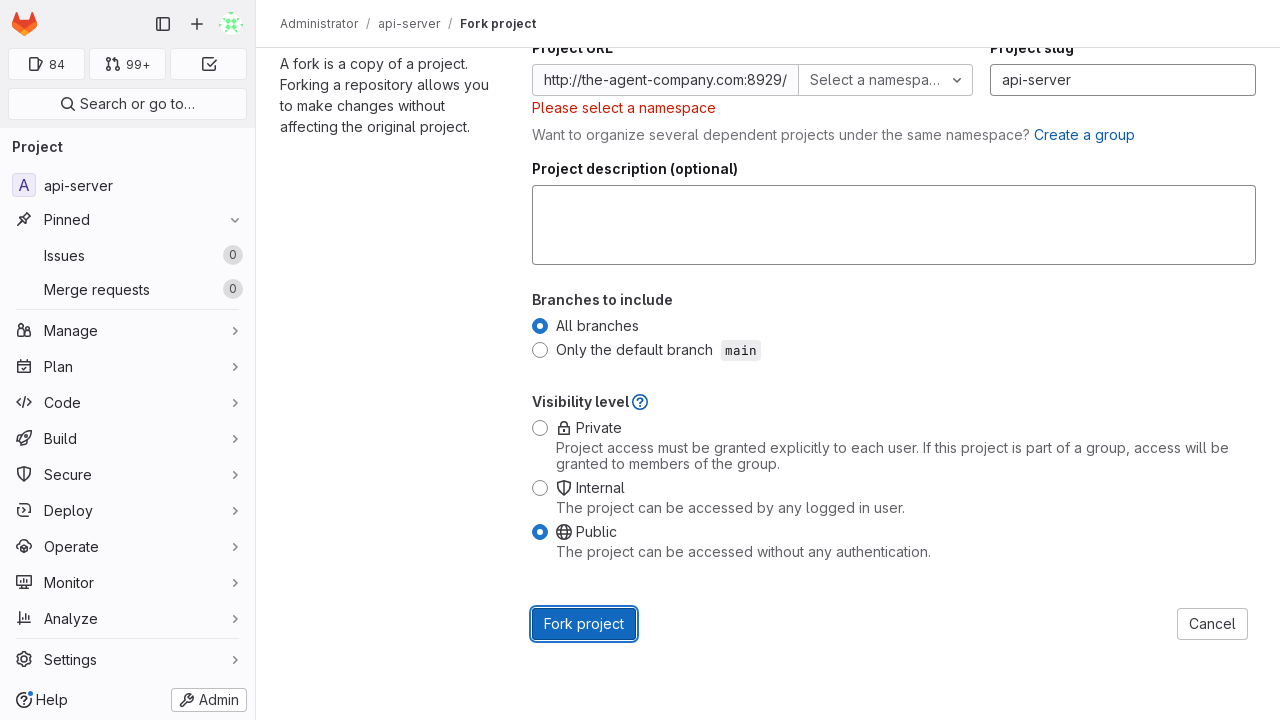 84
99+
Search or go to…
Project
A
api-server
Pinned
Issues
0
Merge requests
0
Manage
Plan
Code
Build
Secure
Deploy
Operate
Monitor
Analyze
Settings
Help
Admin
Administrator / api-server / Fork project
A fork is a copy of a project.
Forking a repository allows you
to make changes without
affecting the original project.
Project URL
http://the-agent-company.com:8929/
Select a namespa…
Please select a namespace
Project slug
api-server
Want to organize several dependent projects under the same namespace? Create a group
Project description (optional)
Branches to include
All branches
Only the default branch main
Visibility level
Private
Project access must be granted explicitly to each user. If this project is part of a group, access will be
granted to members of the group.
Internal
The project can be accessed by any logged in user.
Public
The project can be accessed without any authentication.
Fork project
Cancel